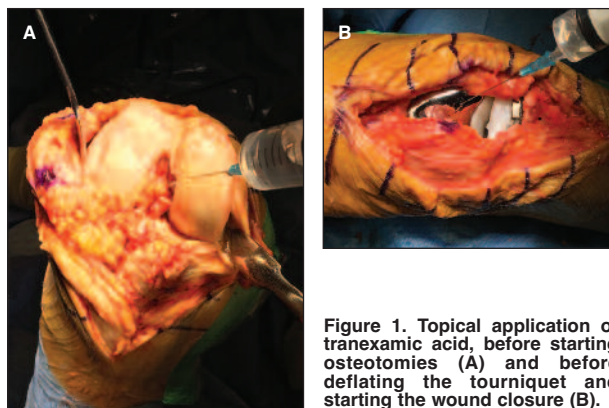 A
B
Figure 1. Topical application of
tranexamic acid, before starting
osteotomies (A) and before
deflating the tourniquet and
starting the wound closure (B).